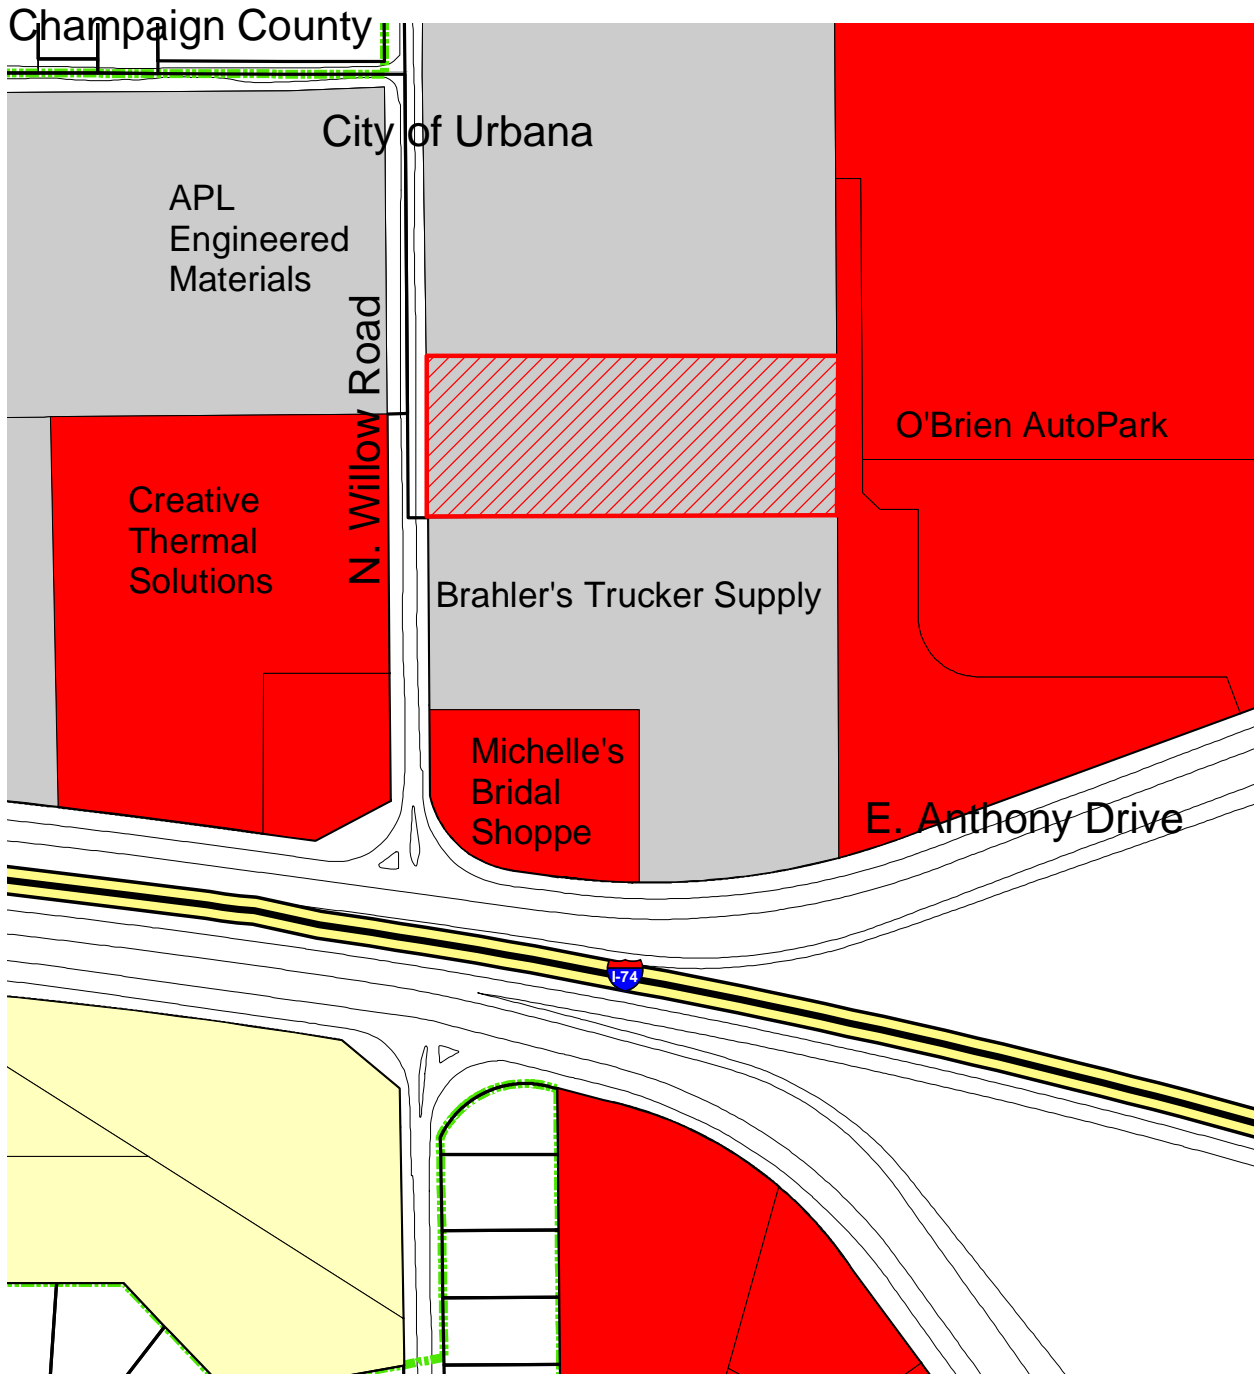 Champaign County
City of Urbana
APL
Engineered
Materials
N. Willow Road
O'Brien AutoPark
Creative
Thermal
Solutions
Brahler's Trucker Supply
Michelle's
Bridal
Shoppe
E. Anthony Drive
I-74